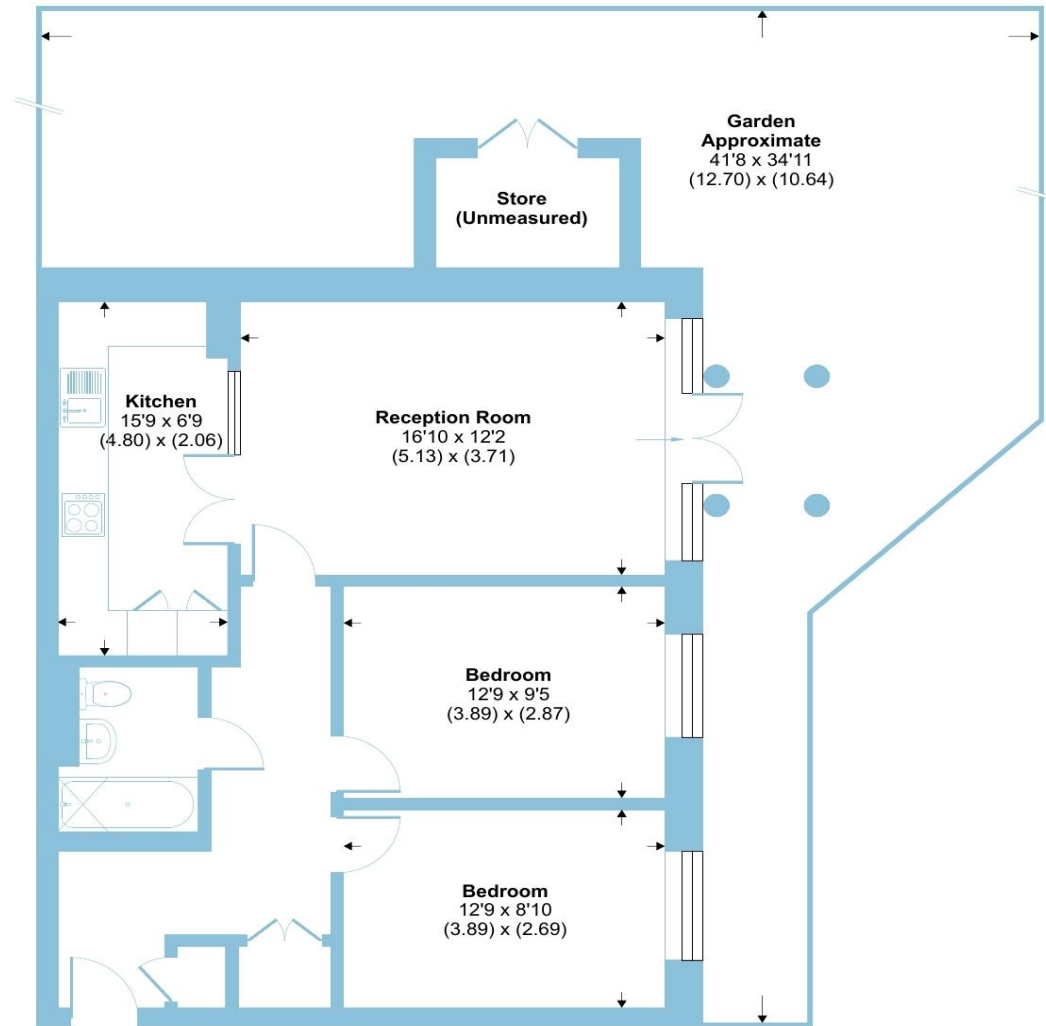 Garden
Approximate
41'8 x 34'11
(12.70) x (10.64)
Store
(Unmeasured)
Kitchen
15'9 x 6'9
(4.80) x (2.06)
Reception Room
16'10 x 12'2
(5.13) x (3.71)
Bedroom
12'9 x 9'5
(3.89) x (2.87)
Bedroom
12'9 x 8'10
(3.89) x (2.69)